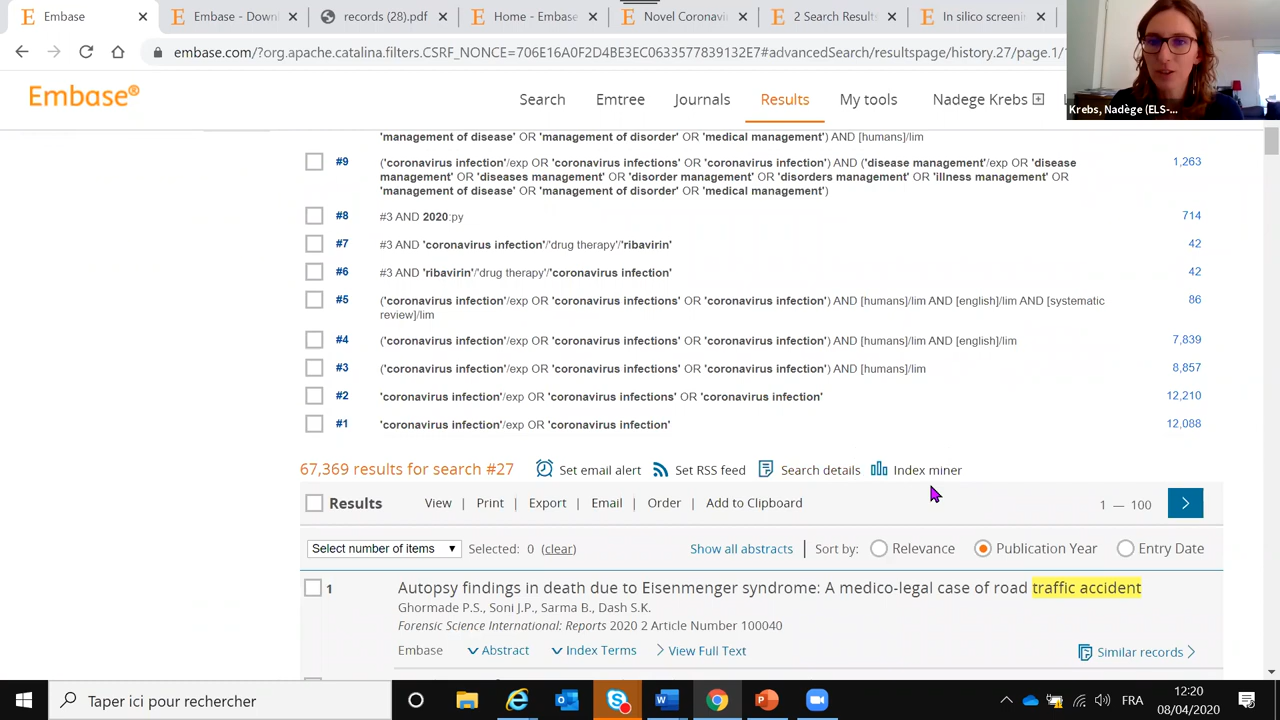 Embase
Embase - Down
records (28).pdf
Home - Embase
Novel Coronavi
2 Search Results
In silico screeni
embase.com/?org.apache.catalina.filters.CSRF_NONCE=706E16A0F2D4BE3EC0633577839132E7#advancedSearch/resultspage/history.27/page.1/
Krebs, Nadège (ELS-...
Embase®
Search
Emtree
Journals
Results
My tools
Nadege Krebs
'management of disease' OR 'management of disorder' OR 'medical management') AND [humans]/lim
#9 ('coronavirus infection'/exp OR 'coronavirus infections' OR 'coronavirus infection') AND ('disease management'/exp OR 'disease 1,263
management' OR 'diseases management' OR 'disorder management' OR 'disorders management' OR 'illness management' OR
'management of disease' OR 'management of disorder' OR 'medical management')
#8 #3 AND 2020:py 714
#7 #3 AND 'coronavirus infection'/'drug therapy'/'ribavirin' 42
#6 #3 AND 'ribavirin'/'drug therapy'/'coronavirus infection' 42
#5 ('coronavirus infection'/exp OR 'coronavirus infections' OR 'coronavirus infection') AND [humans]/lim AND [english]/lim AND [systematic 86
review]/lim
#4 ('coronavirus infection'/exp OR 'coronavirus infections' OR 'coronavirus infection') AND [humans]/lim AND [english]/lim 7,839
#3 ('coronavirus infection'/exp OR 'coronavirus infections' OR 'coronavirus infection') AND [humans]/lim 8,857
#2 'coronavirus infection'/exp OR 'coronavirus infections' OR 'coronavirus infection' 12,210
#1 'coronavirus infection'/exp OR 'coronavirus infection' 12,088
67,369 results for search #27 Set email alert Set RSS feed Search details Index miner
Results View | Print | Export | Email | Order | Add to Clipboard 1 — 100
Select number of items Selected: 0 (clear) Show all abstracts | Sort by: Relevance Publication Year Entry Date
1 Autopsy findings in death due to Eisenmenger syndrome: A medico-legal case of road traffic accident
Ghormade P.S., Soni J.P., Sarma B., Dash S.K.
Forensic Science International: Reports 2020 2 Article Number 100040
Embase Abstract Index Terms View Full Text Similar records
Taper ici pour rechercher
FRA
12:20
08/04/2020